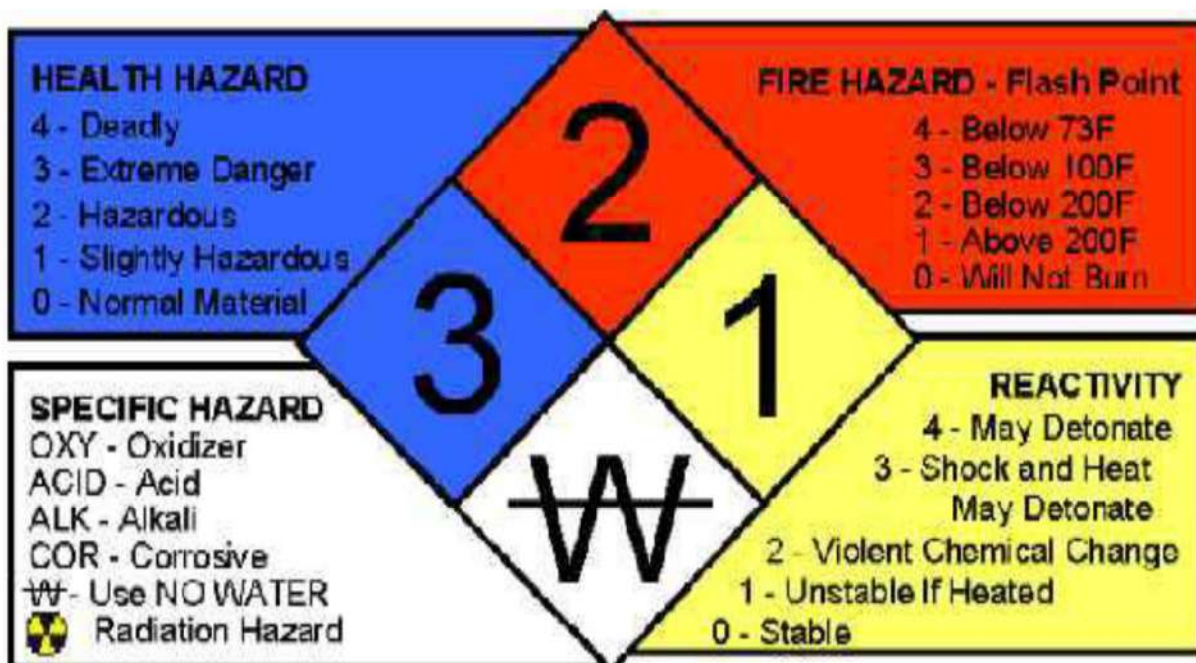 HEALTH HAZARD
4 - Deadly
3 - Extreme Danger
2 - Hazardous
1 - Slightly Hazardous
0 - Normal Material
2
FIRE HAZARD - Flash Point
4 - Below 73F
3 - Below 100F
2 - Below 200F
1 - Above 200F
0 - Will Not Burn
3
1
SPECIFIC HAZARD
OXY - Oxidizer
ACID - Acid
ALK - Alkali
COR - Corrosive
W - Use NO WATER
Radiation Hazard
W
REACTIVITY
4 - May Detonate
3 - Shock and Heat
May Detonate
2 - Violent Chemical Change
1 - Unstable If Heated
0 - Stable